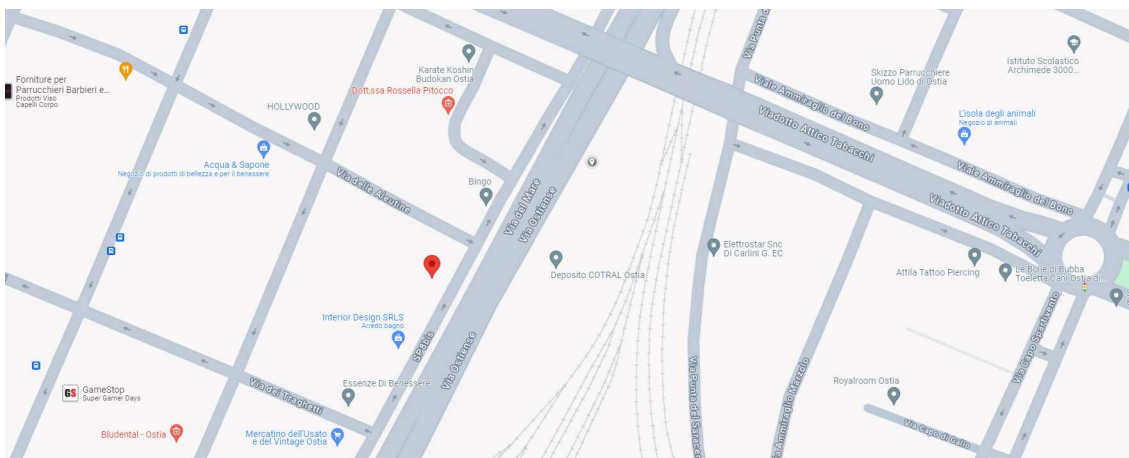 Forniture per
Parrucchieri Barbieri e...
Prodotti Viso
Capelli Corpo
HOLLYWOOD
Acqua & Sapone
Negozio di prodotti di bellezza e per il benessere
Karate Koshin
Budokan Ostia
Dott.ssa Rossella Pitocco
Bingo
Via delle Aleutine
Via del Mare
Via Ostiense
Deposito COTRAL Ostia
Interior Design SRLS
Arredo bagno
SP8bis
Via Ostiense
Essenze Di Benessere
Via dei Traghetti
GS
GameStop
Super Gamer Days
Bludental - Ostia
Mercatino dell'Usato
e del Vintage Ostia
Via Punta d
Viale Ammiraglio del Bono
Viadotto Attico Tabacchi
Skizzo Parrucchiere
Uomo Lido di Ostia
Istituto Scolastico
Archimede 3000...
L'isola degli animali
Negozio di animali
Viale Ammiraglio del Bono
Viadotto Attico Tabacchi
Elettrostar Snc
Di Carlini G. EC
Attila Tattoo Piercing
Le Bolle di Bubba
Toeletta Cani Ostia di...
Via Capo Spartivento
Royalroom Ostia
Via Capo di Gallo
Via Punta del Sarace
Via Ammiraglio Marzolo